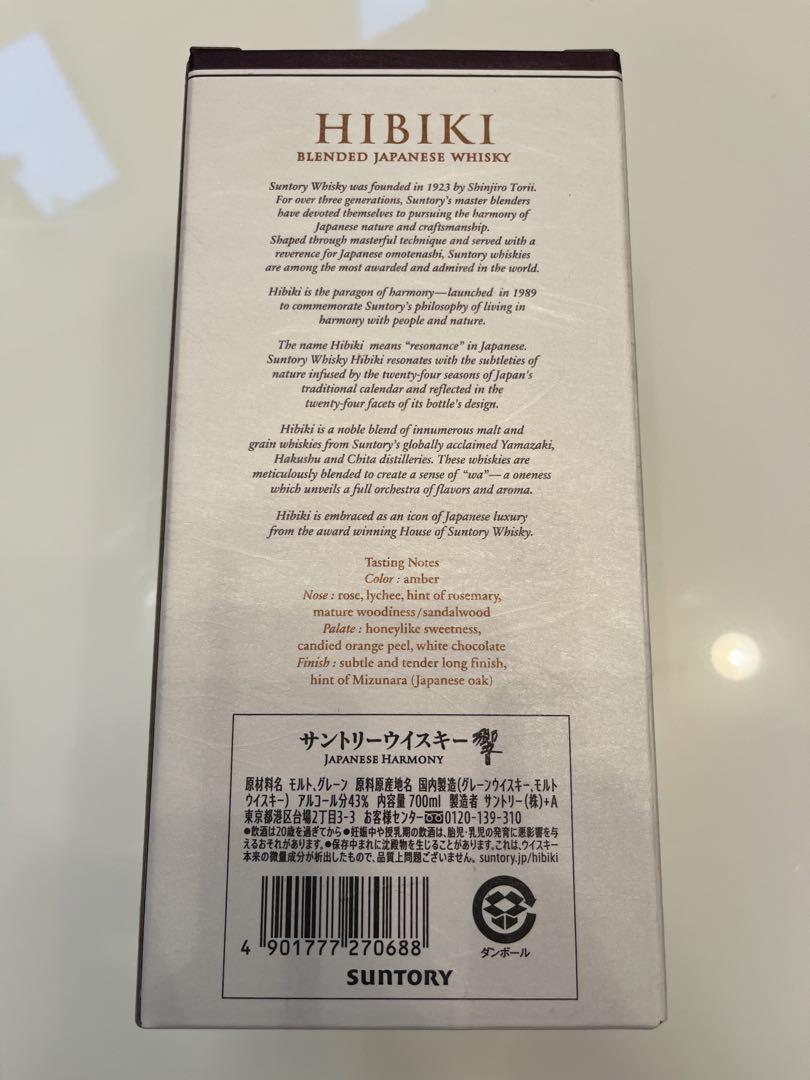 HIBIKI
BLENDED JAPANESE WHISKY
Suntory Whisky was founded in 1923 by Shinjiro Torii.
For over three generations, Suntory's master blenders
have devoted themselves to pursuing the harmony of
Japanese nature and craftsmanship.
Shaped through masterful technique and served with a
reverence for Japanese omotenashi, Suntory whiskies
are among the most awarded and admired in the world.
Hibiki is the paragon of harmony—launched in 1989
to commemorate Suntory's philosophy of living in
harmony with people and nature.
The name Hibiki means “resonance” in Japanese.
Suntory Whisky Hibiki resonates with the subtleties of
nature infused by the twenty-four seasons of Japan's
traditional calendar and reflected in the
twenty-four facets of its bottle's design.
Hibiki is a noble blend of innumerous malt and
grain whiskies from Suntory's globally acclaimed Yamazaki,
Hakushu and Chita distilleries. These whiskies are
meticulously blended to create a sense of “wa”—a oneness
which unveils a full orchestra of flavors and aroma.
Hibiki is embraced as an icon of Japanese luxury
from the award winning House of Suntory Whisky.
Tasting Notes
Color : amber
Nose : rose, lychee, hint of rosemary,
mature woodiness/sandalwood
Palate : honeylike sweetness,
candied orange peel, white chocolate
Finish : subtle and tender long finish,
hint of Mizunara (Japanese oak)
サントリーウイスキー 響
JAPANESE HARMONY
原材料名 モルト、グレーン 原料原産地名 国内製造(グレーンウイスキー、モルト
ウイスキー) アルコール分43% 内容量700ml 製造者 サントリー(株)+A
東京都港区台場2丁目3-3 お客様センター0120-139-310
●飲酒は20歳を過ぎてから●妊娠中や授乳期の飲酒は、胎児・乳児の発育に悪影響を与
えるおそれがあります。●保存中まれに沈殿物を生じることがあります。これは、ウイスキー
本来の微量成分が析出したもので、品質上問題ございません。suntory.jp/hibiki
4 901777 270688
ダンボール
SUNTORY